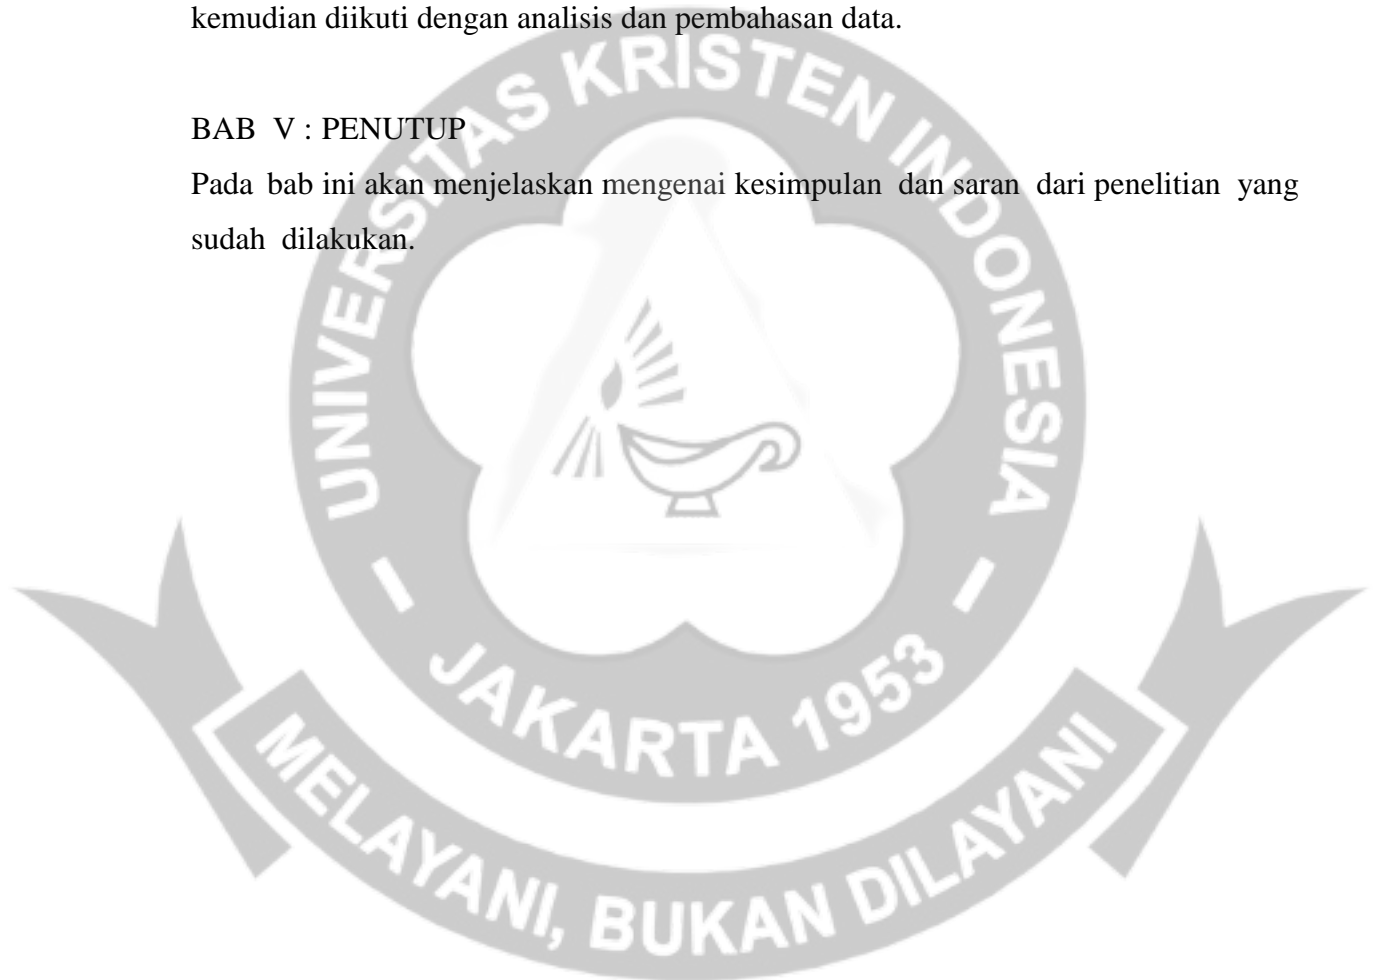 kemudian diikuti dengan analisis dan pembahasan data.
BAB V : PENUTUP
Pada bab ini akan menjelaskan mengenai kesimpulan dan saran dari penelitian yang
sudah dilakukan.
UNIVERSITAS KRISTEN INDONESIA
JAKARTA 1953
MELAYANI, BUKAN DILAYANI